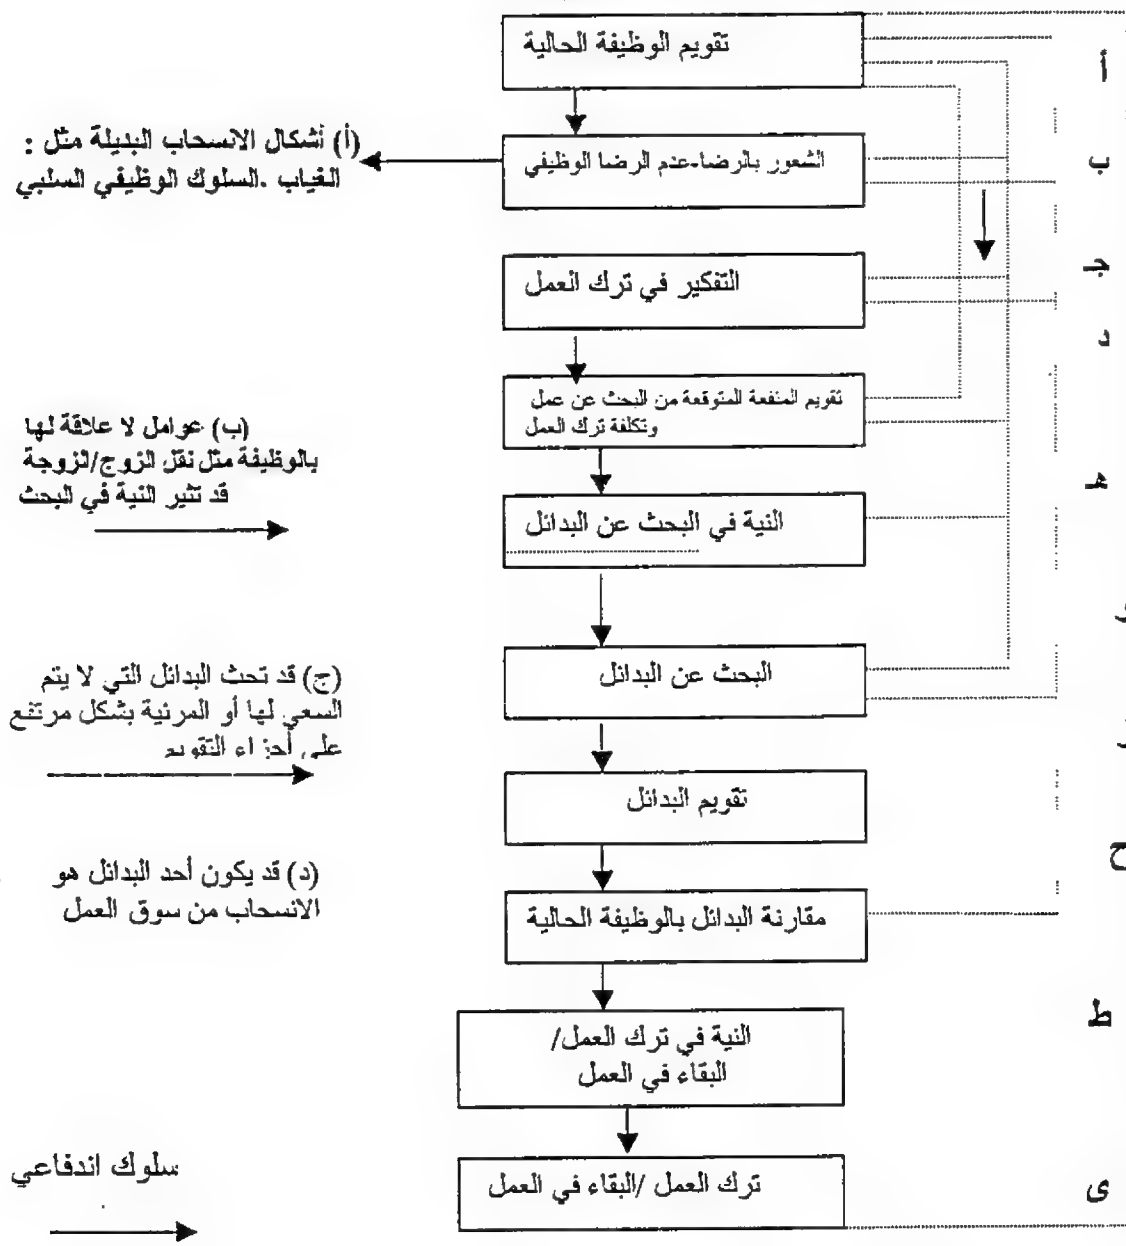 تقويم الوظيفة الحالية
أ
الشعور بالرضا-عدم الرضا الوظيفي
ب
(أ) أشكال الانسحاب البديلة مثل :
الغياب .السلوك الوظيفي السلبي
التفكير في ترك العمل
ج
د
تقويم المنفعة المتوقعة من البحث عن عمل
وتكلفة ترك العمل
(ب) عوامل لا علاقة لها
بالوظيفة مثل نقل الزوج/الزوجة
قد تثير النية في البحث
هـ
النية في البحث عن البدائل
و
البحث عن البدائل
(ج) قد تحث البدائل التي لا يتم
السعي لها أو المرئية بشكل مرتفع
على أجزاء التقويم
ز
تقويم البدائل
ح
(د) قد يكون أحد البدائل هو
الانسحاب من سوق العمل
مقارنة البدائل بالوظيفة الحالية
ط
النية في ترك العمل/
البقاء في العمل
سلوك اندفاعي
ترك العمل /البقاء في العمل
ى